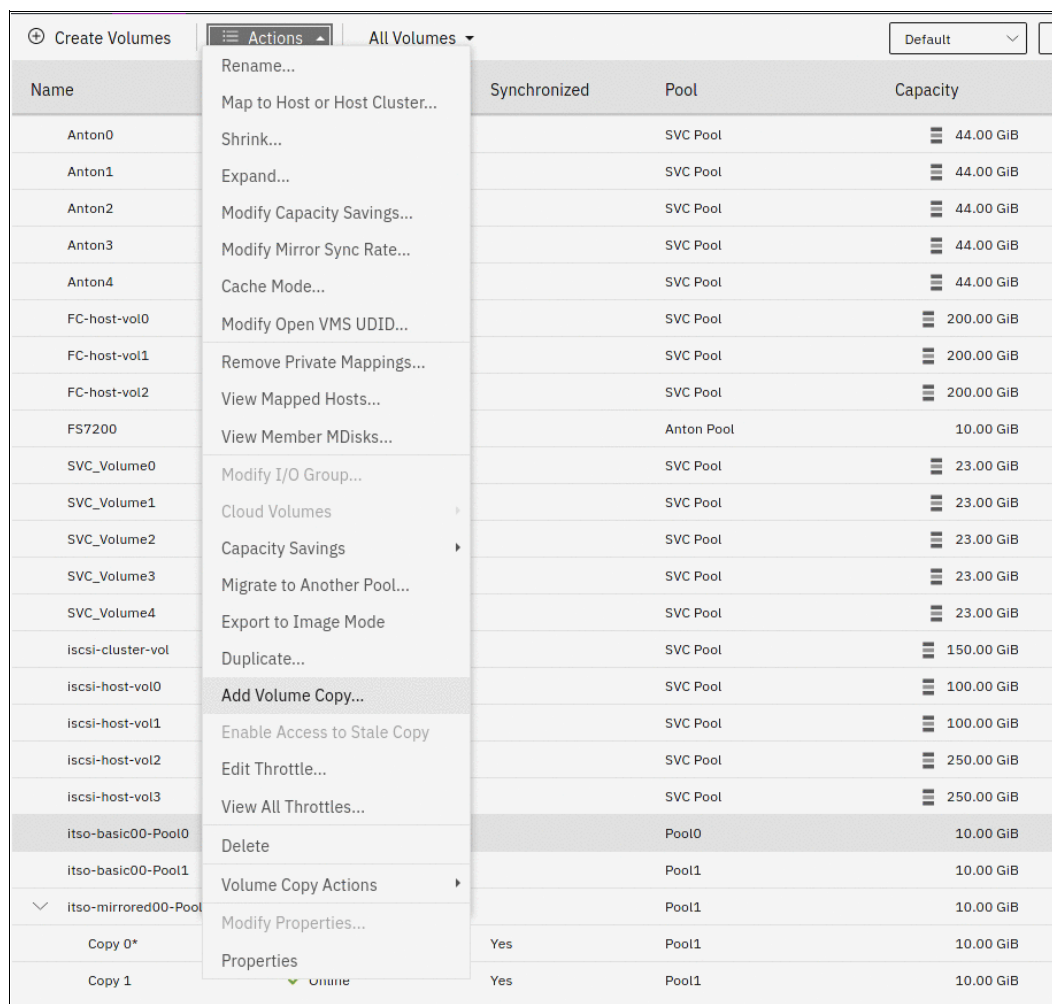 Create Volumes Actions All Volumes Default
Name Synchronized Pool Capacity
Rename...
Map to Host or Host Cluster...
Anton0 SVC Pool 44.00 GiB
Shrink...
Anton1 SVC Pool 44.00 GiB
Expand...
Anton2 SVC Pool 44.00 GiB
Modify Capacity Savings...
Anton3 SVC Pool 44.00 GiB
Modify Mirror Sync Rate...
Anton4 SVC Pool 44.00 GiB
Cache Mode...
FC-host-vol0 SVC Pool 200.00 GiB
Modify Open VMS UDID...
FC-host-vol1 SVC Pool 200.00 GiB
Remove Private Mappings...
FC-host-vol2 SVC Pool 200.00 GiB
View Mapped Hosts...
FS7200 Anton Pool 10.00 GiB
View Member MDisks...
SVC_Volume0 SVC Pool 23.00 GiB
Modify I/O Group...
SVC_Volume1 SVC Pool 23.00 GiB
Cloud Volumes
SVC_Volume2 SVC Pool 23.00 GiB
Capacity Savings
SVC_Volume3 SVC Pool 23.00 GiB
Migrate to Another Pool...
SVC_Volume4 SVC Pool 23.00 GiB
Export to Image Mode
iscsi-cluster-vol SVC Pool 150.00 GiB
Duplicate...
iscsi-host-vol0 SVC Pool 100.00 GiB
Add Volume Copy...
iscsi-host-vol1 SVC Pool 100.00 GiB
Enable Access to Stale Copy
iscsi-host-vol2 SVC Pool 250.00 GiB
Edit Throttle...
iscsi-host-vol3 SVC Pool 250.00 GiB
View All Throttles...
itso-basic00-Pool0 Pool0 10.00 GiB
Delete
itso-basic00-Pool1 Pool1 10.00 GiB
Volume Copy Actions
itso-mirrored00-Pool Pool1 10.00 GiB
Modify Properties...
Copy 0* Yes Pool1 10.00 GiB
Properties
Copy 1 Online Yes Pool1 10.00 GiB